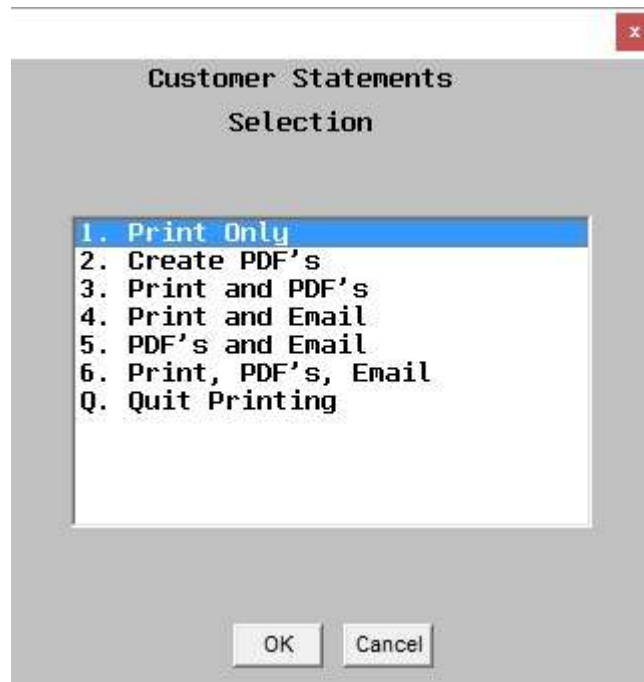 x
Customer Statements
Selection
1. Print Only
2. Create PDF's
3. Print and PDF's
4. Print and Email
5. PDF's and Email
6. Print, PDF's, Email
Q. Quit Printing
OK Cancel